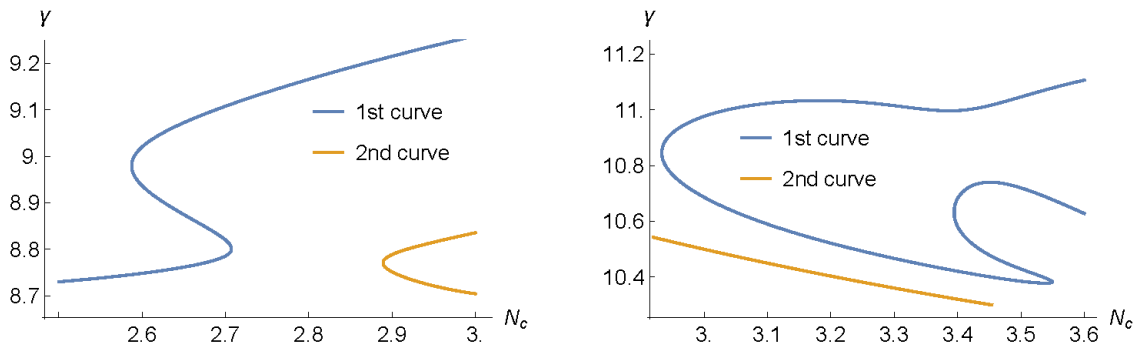 γ
9.2
9.1
9.
8.9
8.8
8.7
2.6
2.7
2.8
2.9
3.
N_c
1st curve
2nd curve
γ
11.2
11.
10.8
10.6
10.4
3.
3.1
3.2
3.3
3.4
3.5
3.6
N_c
1st curve
2nd curve